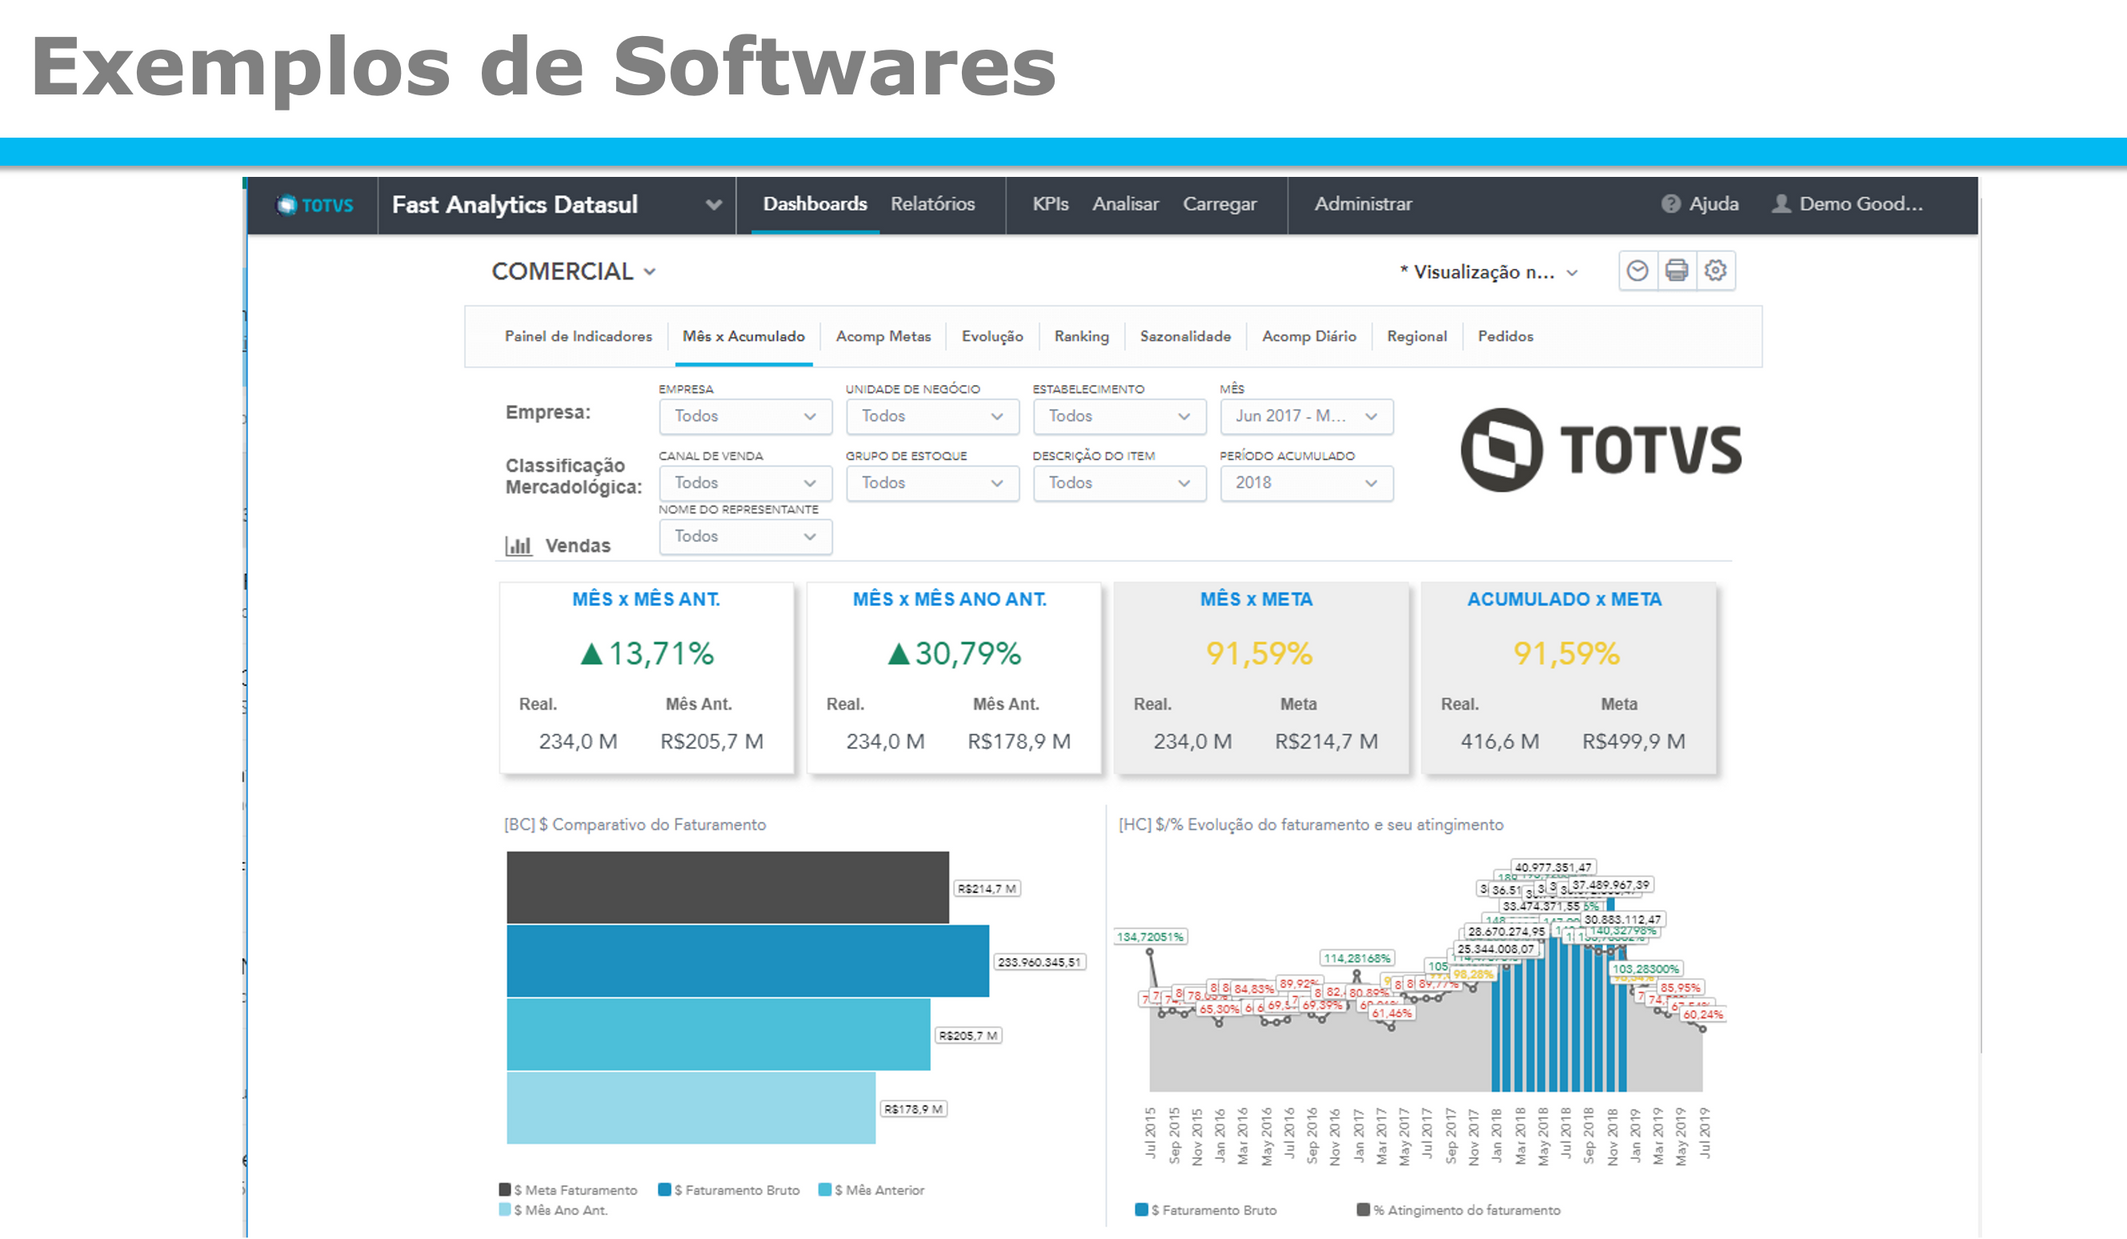 Exemplos de Softwares
TOTVS Fast Analytics Datasul Dashboards Relatórios KPIs Analisar Carregar Administrar Ajuda Demo Good...
COMERCIAL * Visualização n...
Painel de Indicadores Mês x Acumulado Acomp Metas Evolução Ranking Sazonalidade Acomp Diário Regional Pedidos
EMPRESA UNIDADE DE NEGÓCIO ESTABELECIMENTO MÊS
Empresa: Todos Todos Todos Jun 2017 - M...
TOTVS
CANAL DE VENDA GRUPO DE ESTOQUE DESCRIÇÃO DO ITEM PERÍODO ACUMULADO
Classificação
Mercadológica: Todos Todos Todos 2018
NOME DO REPRESENTANTE
Vendas Todos
MÊS x MÊS ANT. MÊS x MÊS ANO ANT. MÊS x META ACUMULADO x META
▲13,71% ▲30,79% 91,59% 91,59%
Real. Mês Ant. Real. Mês Ant. Real. Meta Real. Meta
234,0 M R$205,7 M 234,0 M R$178,9 M 234,0 M R$214,7 M 416,6 M R$499,9 M
[BC] $ Comparativo do Faturamento
R$214,7 M
233.960.345,51
R$205,7 M
R$178,9 M
$ Meta Faturamento $ Faturamento Bruto $ Mês Anterior
$ Mês Ano Ant.
[HC] $/% Evolução do faturamento e seu atingimento
40.977.351,47
37.489.967,39
33.474.371,55
30.883.112,47
28.670.274,95
140,32798%
25.344.008,07
134,72051%
114,28168%
98,28%
103,28300%
84,83%
89,92%
80,89%
89,77%
85,95%
65,30%
69,39%
61,46%
60,24%
Jul 2015 Sep 2015 Nov 2015 Jan 2016 Mar 2016 May 2016 Jul 2016 Sep 2016 Nov 2016 Jan 2017 Mar 2017 May 2017 Jul 2017 Sep 2017 Nov 2017 Jan 2018 Mar 2018 May 2018 Jul 2018 Sep 2018 Nov 2018 Jan 2019 Mar 2019 May 2019 Jul 2019
$ Faturamento Bruto % Atingimento do faturamento